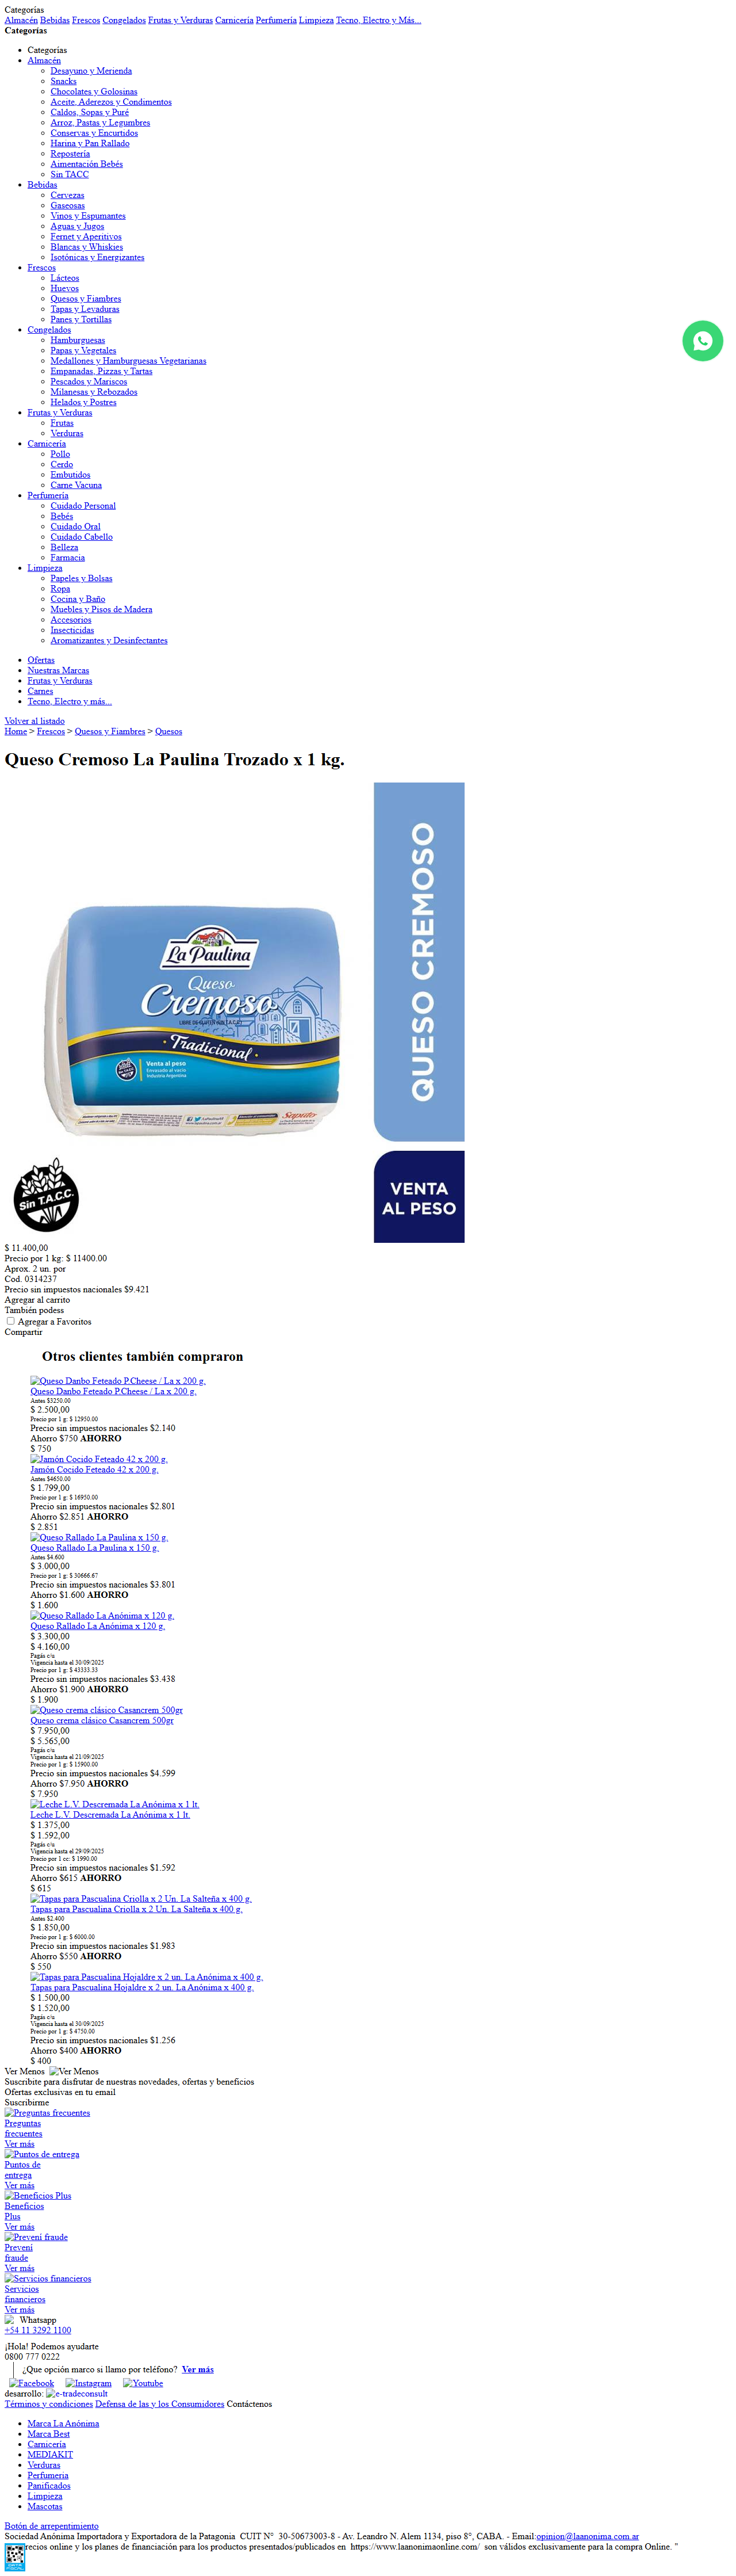 Categorías
Almacén Bebidas Frescos Congelados Frutas y Verduras Carnicería Perfumería Limpieza Tecno, Electro y Más...
Categorías
Categorías
Almacén
Desayuno y Merienda
Snacks
Chocolates y Golosinas
Aceite, Aderezos y Condimentos
Caldos, Sopas y Puré
Arroz, Pastas y Legumbres
Conservas y Encurtidos
Harina y Pan Rallado
Repostería
Aimentación Bebés
Sin TACC
Bebidas
Cervezas
Gaseosas
Vinos y Espumantes
Aguas y Jugos
Fernet y Aperitivos
Blancas y Whiskies
Isotónicas y Energizantes
Frescos
Lácteos
Huevos
Quesos y Fiambres
Tapas y Levaduras
Panes y Tortillas
Congelados
Hamburguesas
Papas y Vegetales
Medallones y Hamburguesas Vegetarianas
Empanadas, Pizzas y Tartas
Pescados y Mariscos
Milanesas y Rebozados
Helados y Postres
Frutas y Verduras
Frutas
Verduras
Carnicería
Pollo
Cerdo
Embutidos
Carne Vacuna
Perfumería
Cuidado Personal
Bebés
Cuidado Oral
Cuidado Cabello
Belleza
Farmacia
Limpieza
Papeles y Bolsas
Ropa
Cocina y Baño
Muebles y Pisos de Madera
Accesorios
Insecticidas
Aromatizantes y Desinfectantes
Ofertas
Nuestras Marcas
Frutas y Verduras
Carnes
Tecno, Electro y más...
Volver al listado
Home > Frescos > Quesos y Fiambres > Quesos
Queso Cremoso La Paulina Trozado x 1 kg.
QUESO CREMOSO
La Paulina
Queso
Cremoso
Tradicional
Venta al peso
Envasado al vacío
Industria Argentina
Saputo
Sin T.A.C.C.
VENTA
AL PESO
$ 11.400,00
Precio por 1 kg: $ 11400.00
Aprox. 2 un. por
Cod. 0314237
Precio sin impuestos nacionales $9.421
Agregar al carrito
También podess
Agregar a Favoritos
Compartir
Otros clientes también compraron
Queso Danbo Feteado P.Cheese / La x 200 g.
Queso Danbo Feteado P.Cheese / La x 200 g.
Antes $3250.00
$ 2.500,00
Precio por 1 g: $ 12950.00
Precio sin impuestos nacionales $2.140
Ahorro $750 AHORRO
$ 750
Jamón Cocido Feteado 42 x 200 g.
Jamón Cocido Feteado 42 x 200 g.
Antes $4650.00
$ 1.799,00
Precio por 1 g: $ 16950.00
Precio sin impuestos nacionales $2.801
Ahorro $2.851 AHORRO
$ 2.851
Queso Rallado La Paulina x 150 g.
Queso Rallado La Paulina x 150 g.
Antes $4.600
$ 3.000,00
Precio por 1 g: $ 30666.67
Precio sin impuestos nacionales $3.801
Ahorro $1.600 AHORRO
$ 1.600
Queso Rallado La Anónima x 120 g.
Queso Rallado La Anónima x 120 g.
$ 3.300,00
$ 4.160,00
Pagás c/u
Vigencia hasta el 30/09/2025
Precio por 1 g: $ 43333.33
Precio sin impuestos nacionales $3.438
Ahorro $1.900 AHORRO
$ 1.900
Queso crema clásico Casancrem 500gr
Queso crema clásico Casancrem 500gr
$ 7.950,00
$ 5.565,00
Pagás c/u
Vigencia hasta el 21/09/2025
Precio por 1 g: $ 15900.00
Precio sin impuestos nacionales $4.599
Ahorro $7.950 AHORRO
$ 7.950
Leche L.V. Descremada La Anónima x 1 lt.
Leche L.V. Descremada La Anónima x 1 lt.
$ 1.375,00
$ 1.592,00
Pagás c/u
Vigencia hasta el 29/09/2025
Precio por 1 cc: $ 1990.00
Precio sin impuestos nacionales $1.592
Ahorro $615 AHORRO
$ 615
Tapas para Pascualina Criolla x 2 Un. La Salteña x 400 g.
Tapas para Pascualina Criolla x 2 Un. La Salteña x 400 g.
Antes $2.400
$ 1.850,00
Precio por 1 g: $ 6000.00
Precio sin impuestos nacionales $1.983
Ahorro $550 AHORRO
$ 550
Tapas para Pascualina Hojaldre x 2 un. La Anónima x 400 g.
Tapas para Pascualina Hojaldre x 2 un. La Anónima x 400 g.
$ 1.500,00
$ 1.520,00
Pagás c/u
Vigencia hasta el 30/09/2025
Precio por 1 g: $ 4750.00
Precio sin impuestos nacionales $1.256
Ahorro $400 AHORRO
$ 400
Ver Menos Ver Menos
Suscribite para disfrutar de nuestras novedades, ofertas y beneficios
Ofertas exclusivas en tu email
Suscribirme
Preguntas frecuentes
Preguntas
frecuentes
Ver más
Puntos de entrega
Puntos de
entrega
Ver más
Beneficios Plus
Beneficios
Plus
Ver más
Prevení fraude
Prevení
fraude
Ver más
Servicios financieros
Servicios
financieros
Ver más
Whatsapp
+54 11 3292 1100
¡Hola! Podemos ayudarte
0800 777 0222
¿Que opción marco si llamo por teléfono? Ver más
Facebook Instagram Youtube
desarrollo: e-tradeconsult
Términos y condiciones Defensa de las y los Consumidores Contáctenos
Marca La Anónima
Marca Best
Carnicería
MEDIAKIT
Verduras
Perfumería
Panificados
Limpieza
Mascotas
Botón de arrepentimiento
Sociedad Anónima Importadora y Exportadora de la Patagonia CUIT N° 30-50673003-8 - Av. Leandro N. Alem 1134, piso 8°, CABA. - Email:opinion@laanonima.com.ar
recios online y los planes de financiación para los productos presentados/publicados en https://www.laanonimaonline.com/ son válidos exclusivamente para la compra Online. "